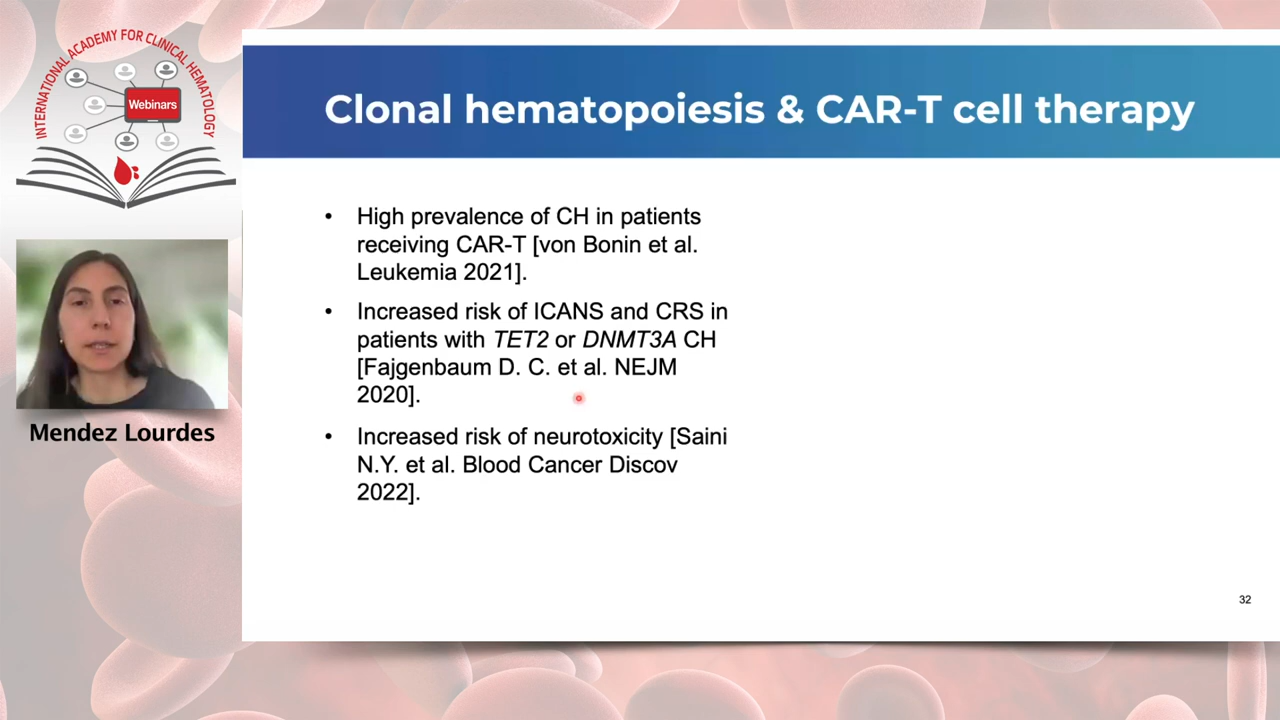 INTERNATIONAL ACADEMY FOR CLINICAL HEMATOLOGY
Webinars
Mendez Lourdes
Clonal hematopoiesis & CAR-T cell therapy
• High prevalence of CH in patients
receiving CAR-T [von Bonin et al.
Leukemia 2021].
• Increased risk of ICANS and CRS in
patients with TET2 or DNMT3A CH
[Fajgenbaum D. C. et al. NEJM
2020].
• Increased risk of neurotoxicity [Saini
N.Y. et al. Blood Cancer Discov
2022].
32